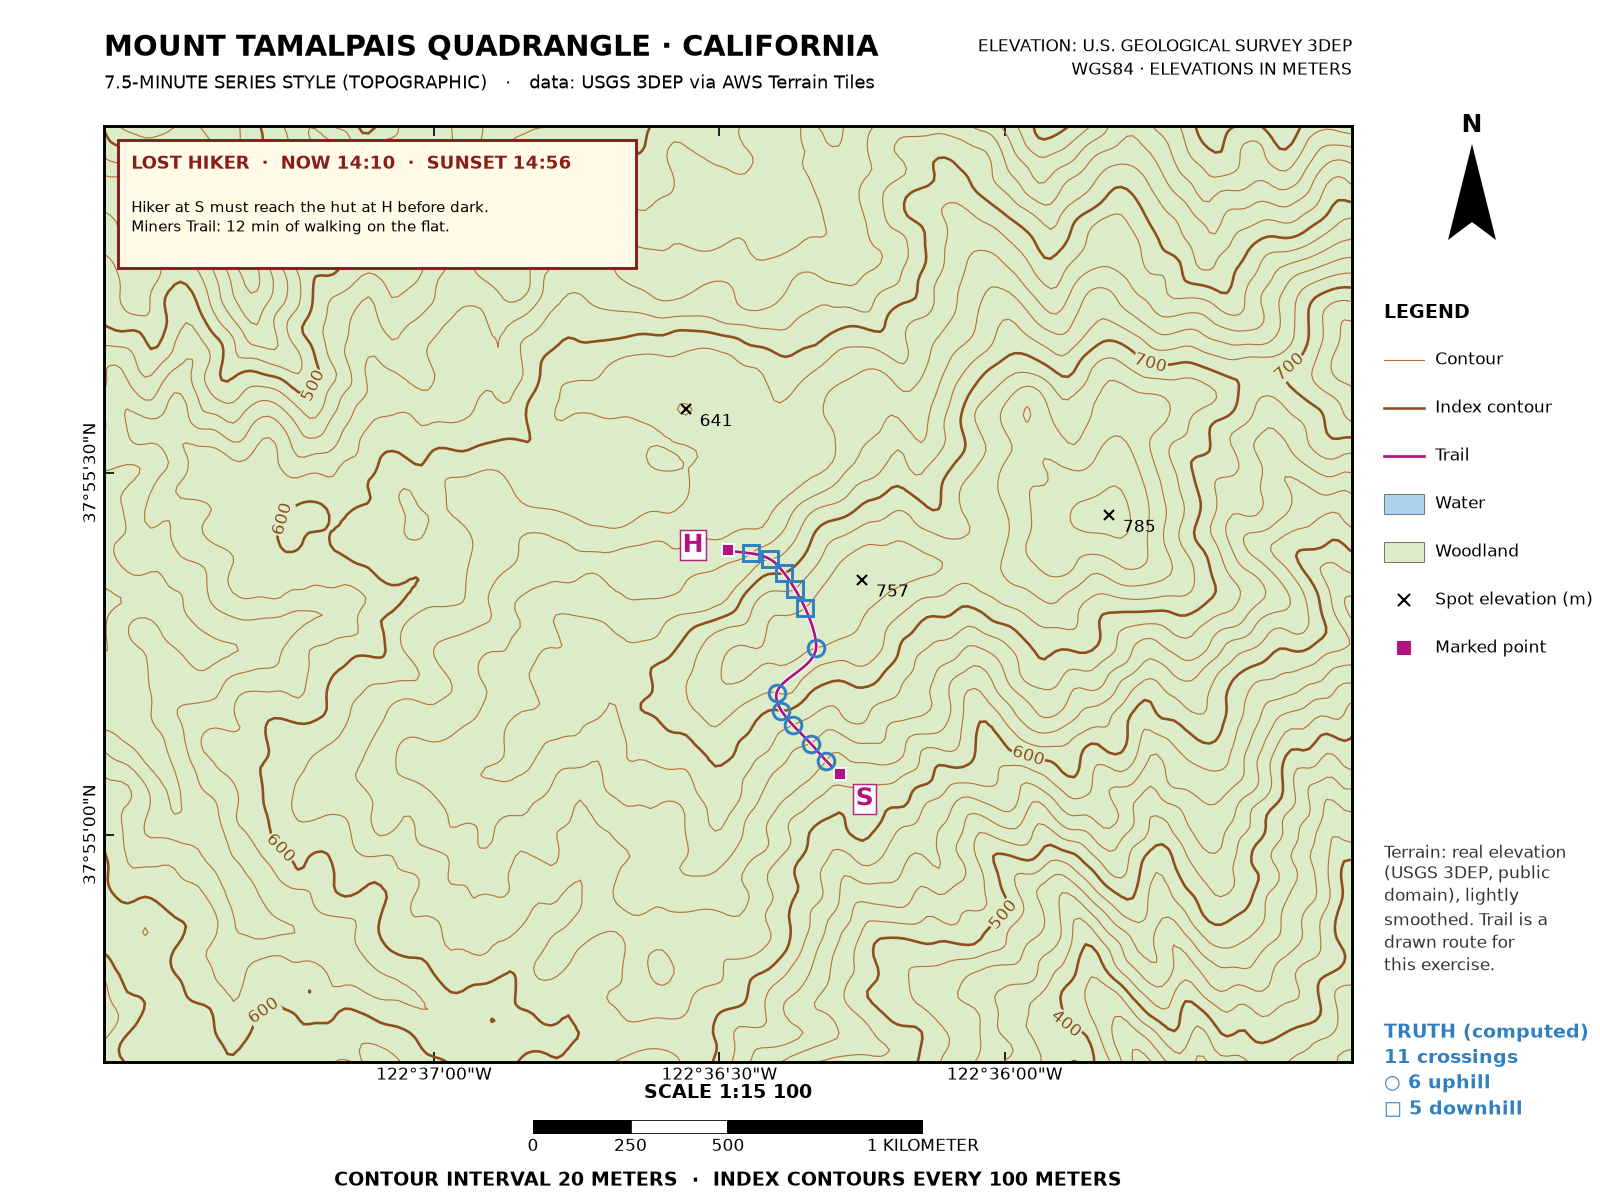 MOUNT TAMALPAIS QUADRANGLE · CALIFORNIA
7.5-MINUTE SERIES STYLE (TOPOGRAPHIC) · data: USGS 3DEP via AWS Terrain Tiles
ELEVATION: U.S. GEOLOGICAL SURVEY 3DEP
WGS84 · ELEVATIONS IN METERS
LOST HIKER · NOW 14:10 · SUNSET 14:56
Hiker at S must reach the hut at H before dark.
Miners Trail: 12 min of walking on the flat.
N
LEGEND
Contour
Index contour
Trail
Water
Woodland
Spot elevation (m)
Marked point
500
700
700
641
600
785
H
757
S
600
600
500
600
400
37°55'30"N
37°55'00"N
122°37'00"W
122°36'30"W
122°36'00"W
Terrain: real elevation
(USGS 3DEP, public
domain), lightly
smoothed. Trail is a
drawn route for
this exercise.
TRUTH (computed)
11 crossings
○ 6 uphill
□ 5 downhill
SCALE 1:15 100
0 250 500 1 KILOMETER
CONTOUR INTERVAL 20 METERS · INDEX CONTOURS EVERY 100 METERS